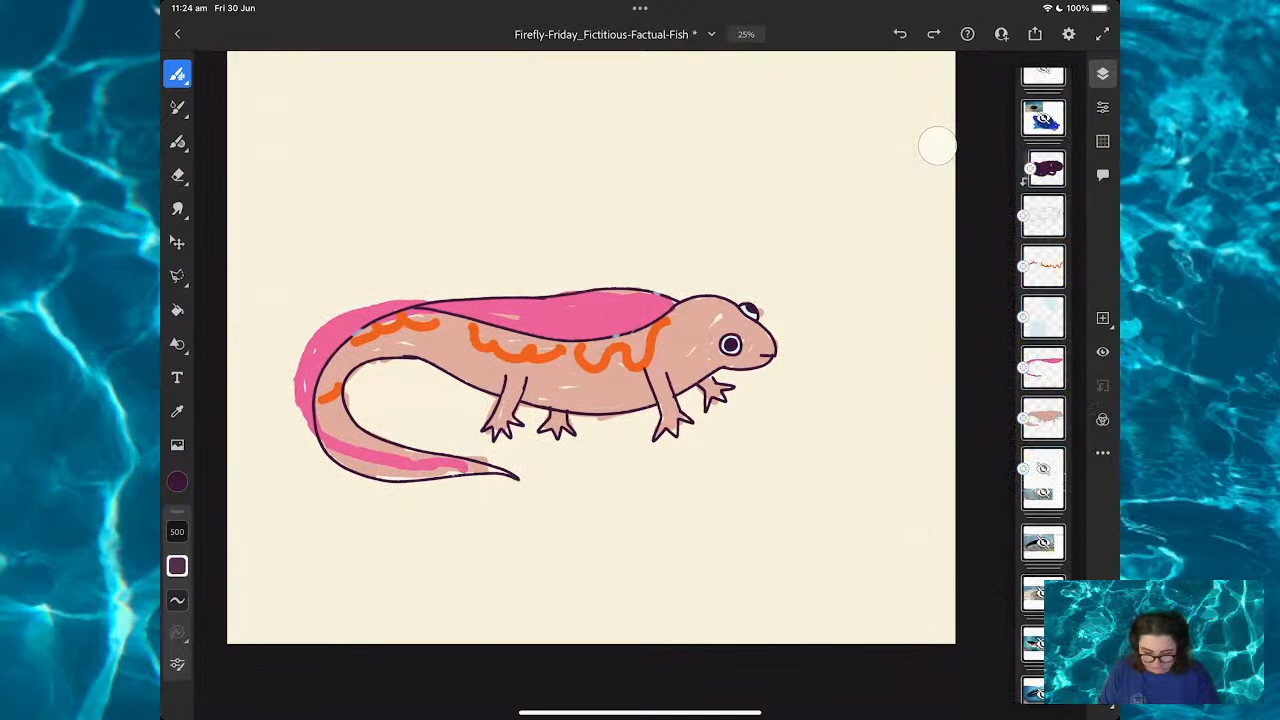 11:24 am Fri 30 Jun
100%
Firefly-Friday_Fictitious-Factual-Fish *
25%
T
500